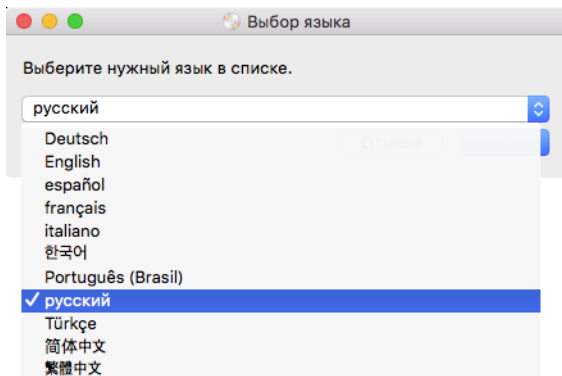 Выбор языка
Выберите нужный язык в списке.
русский
Deutsch
English
español
français
italiano
한국어
Português (Brasil)
русский
Türkçe
简体中文
繁體中文